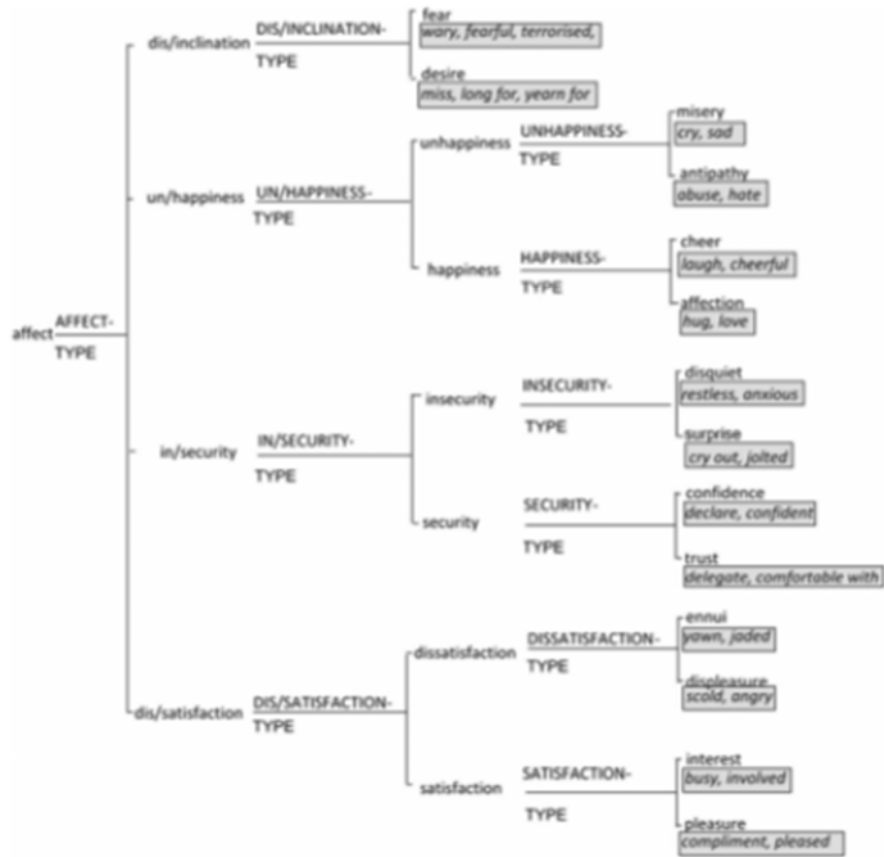 fear
DIS/INCLINATION-
wary, fearful, terrorised,
dis/inclination
TYPE
desire
miss, long for, yearn for
misery
UNHAPPINESS-
cry, sad
unhappiness
TYPE
antipathy
UN/HAPPINESS-
abuse, hate
un/happiness
TYPE
cheer
HAPPINESS-
laugh, cheerful
happiness
TYPE
affection
AFFECT-
hug, love
affect
TYPE
disquiet
INSECURITY-
restless, anxious
insecurity
TYPE
surprise
IN/SECURITY-
cry out, jolted
in/security
TYPE
confidence
SECURITY-
declare, confident
security
TYPE
trust
delegate, comfortable with
ennui
DISSATISFACTION-
yawn, jaded
dissatisfaction
TYPE
displeasure
scold, angry
DIS/SATISFACTION-
dis/satisfaction
TYPE
interest
SATISFACTION-
busy, involved
satisfaction
TYPE
pleasure
compliment, pleased